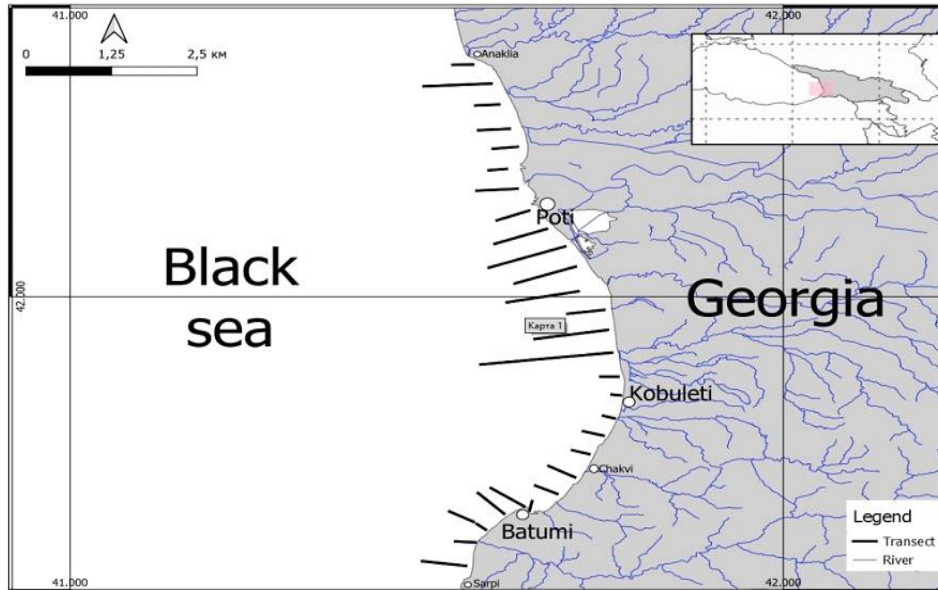 41.000
42.000
0
1,25
2,5 км
Anaklia
Poti
Black
sea
Georgia
42.000
Карта 1
Kobuleti
Chakvi
Batumi
Legend
Transect
River
41.000
42.000
Sarpi